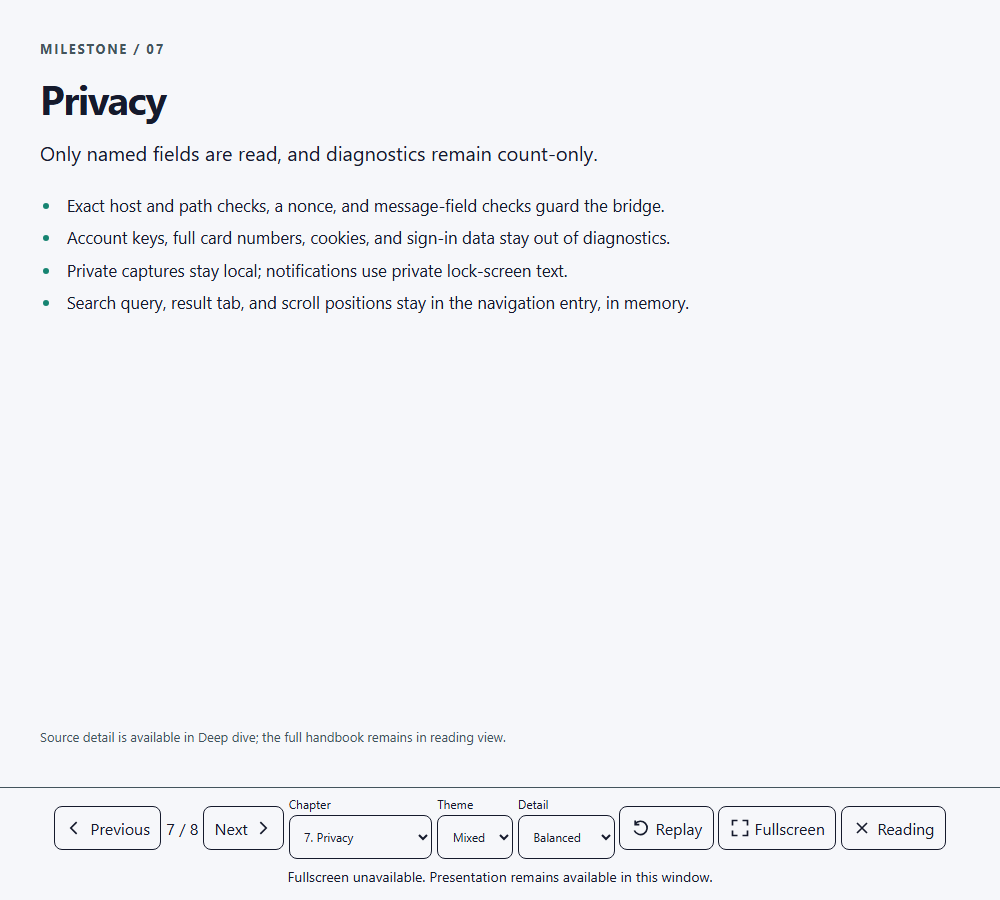 MILESTONE / 07
Privacy
Only named fields are read, and diagnostics remain count-only.
Exact host and path checks, a nonce, and message-field checks guard the bridge.
Account keys, full card numbers, cookies, and sign-in data stay out of diagnostics.
Private captures stay local; notifications use private lock-screen text.
Search query, result tab, and scroll positions stay in the navigation entry, in memory.
Source detail is available in Deep dive; the full handbook remains in reading view.
Chapter Theme Detail
Previous 7 / 8 Next 7. Privacy Mixed Balanced Replay Fullscreen Reading
Fullscreen unavailable. Presentation remains available in this window.